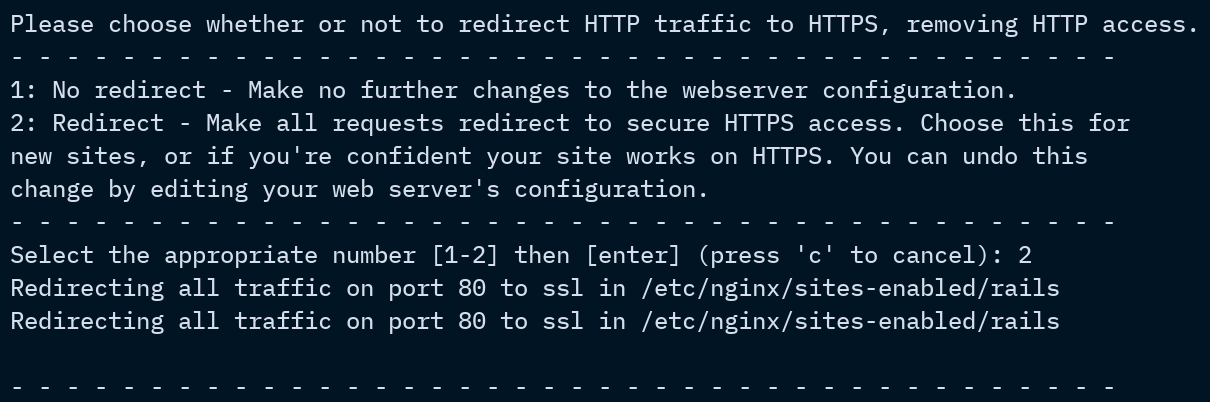 Please choose whether or not to redirect HTTP traffic to HTTPS, removing HTTP access.
- - - - - - - - - - - - - - - - - - - - - - - - - - - - - - - - - - - - - - - -
1: No redirect - Make no further changes to the webserver configuration.
2: Redirect - Make all requests redirect to secure HTTPS access. Choose this for
new sites, or if you're confident your site works on HTTPS. You can undo this
change by editing your web server's configuration.
- - - - - - - - - - - - - - - - - - - - - - - - - - - - - - - - - - - - - - - -
Select the appropriate number [1-2] then [enter] (press 'c' to cancel): 2
Redirecting all traffic on port 80 to ssl in /etc/nginx/sites-enabled/rails
Redirecting all traffic on port 80 to ssl in /etc/nginx/sites-enabled/rails
- - - - - - - - - - - - - - - - - - - - - - - - - - - - - - - - - - - - - - - -